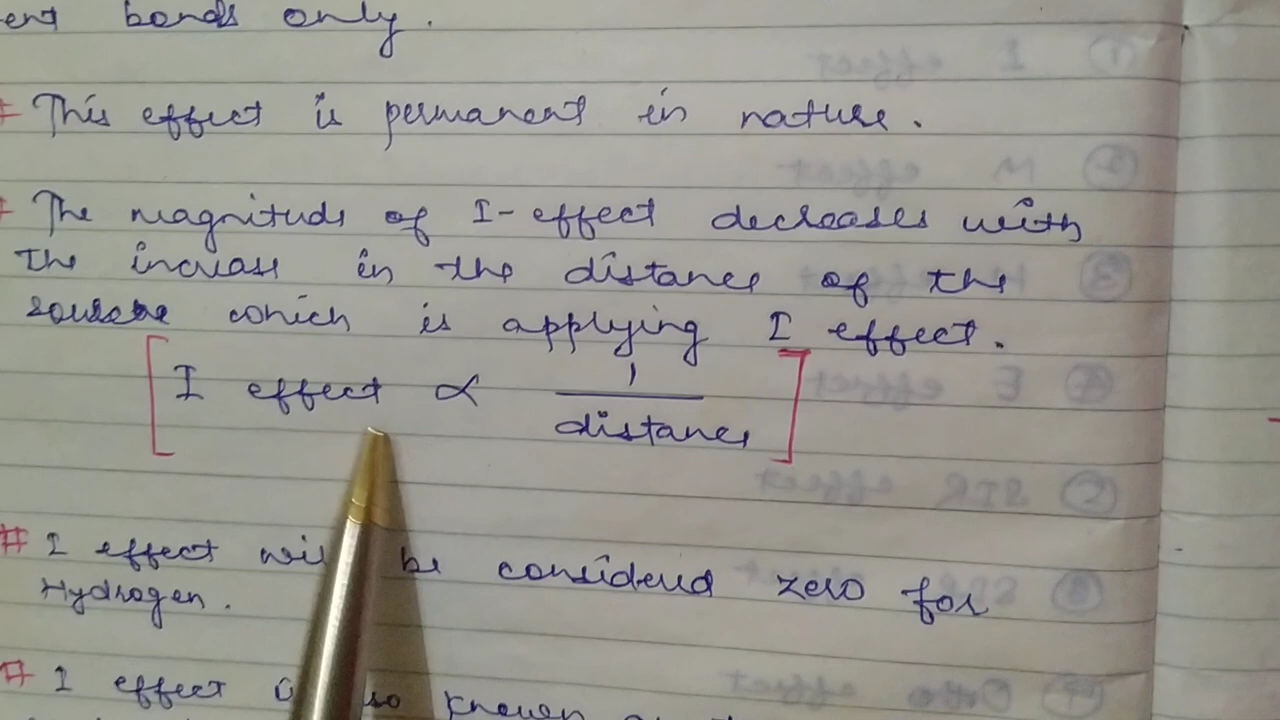 ent bonds only.
# This effect is permanent in nature.
# The magnitude of I-effect decreases with
the increase in the distance of the
source which is applying I effect.
[I effect ∝ 1/distance]
# I effect will be considered zero for
Hydrogen.
# I effect is also known